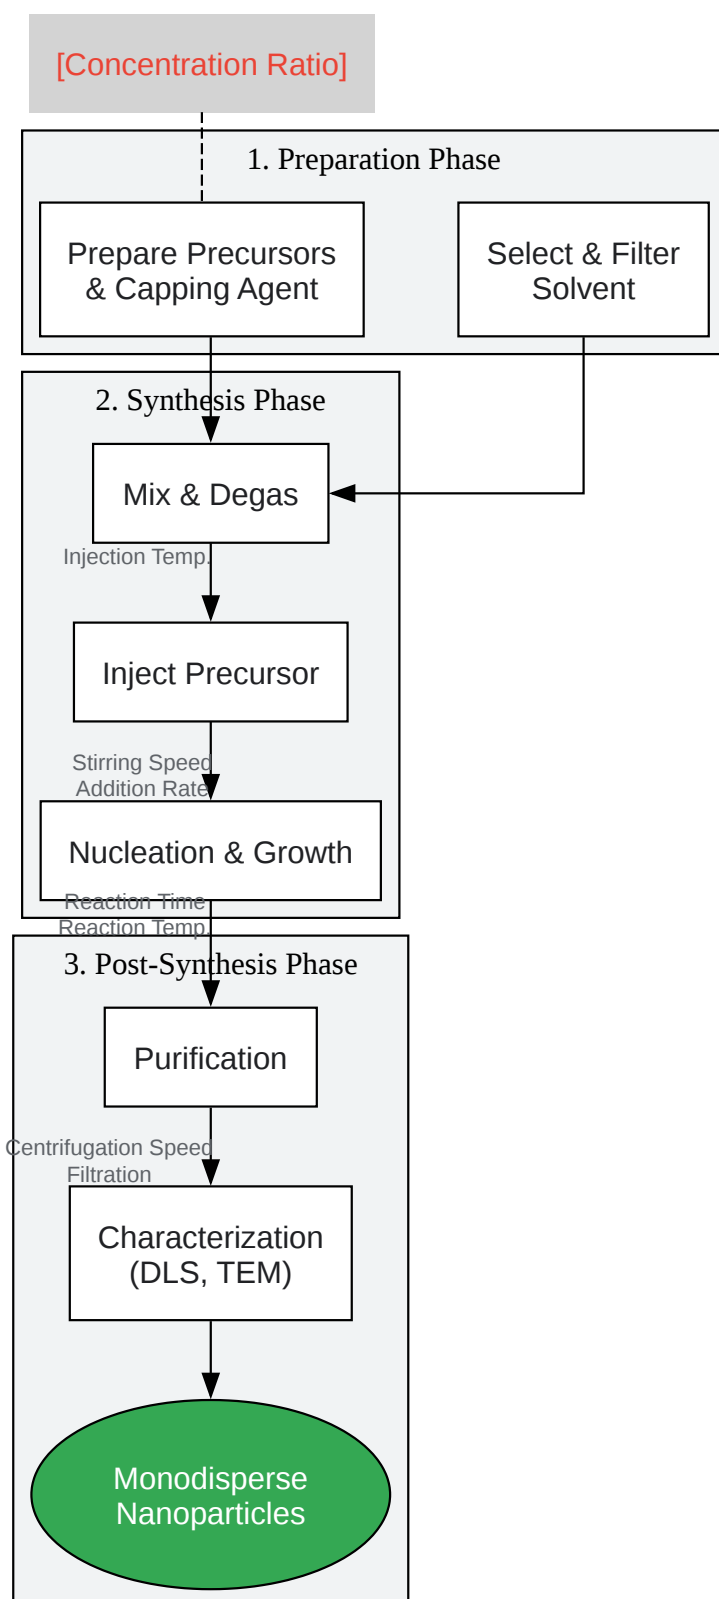 [Concentration Ratio]
1. Preparation Phase
Prepare Precursors
& Capping Agent
Select & Filter
Solvent
2. Synthesis Phase
Mix & Degas
Injection Temp.
Inject Precursor
Stirring Speed
Addition Rate
Nucleation & Growth
Reaction Time
Reaction Temp.
3. Post-Synthesis Phase
Purification
Centrifugation Speed
Filtration
Characterization
(DLS, TEM)
Monodisperse
Nanoparticles